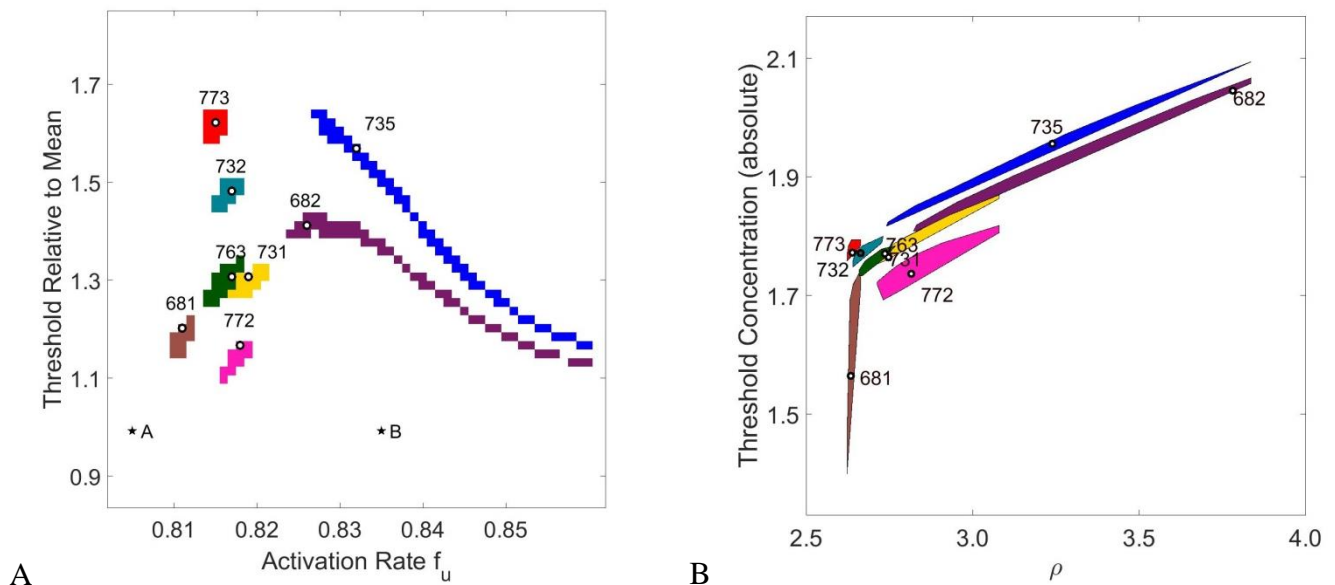 Threshold Relative to Mean
1.7
1.5
1.3
1.1
0.9
773
735
732
682
763 731
681
772
A
B
0.81 0.82 0.83 0.84 0.85
Activation Rate f_u
A
Threshold Concentration (absolute)
2.1
1.9
1.7
1.5
735
682
773
763
732
731
772
681
2.5 3.0 3.5 4.0
ρ
B